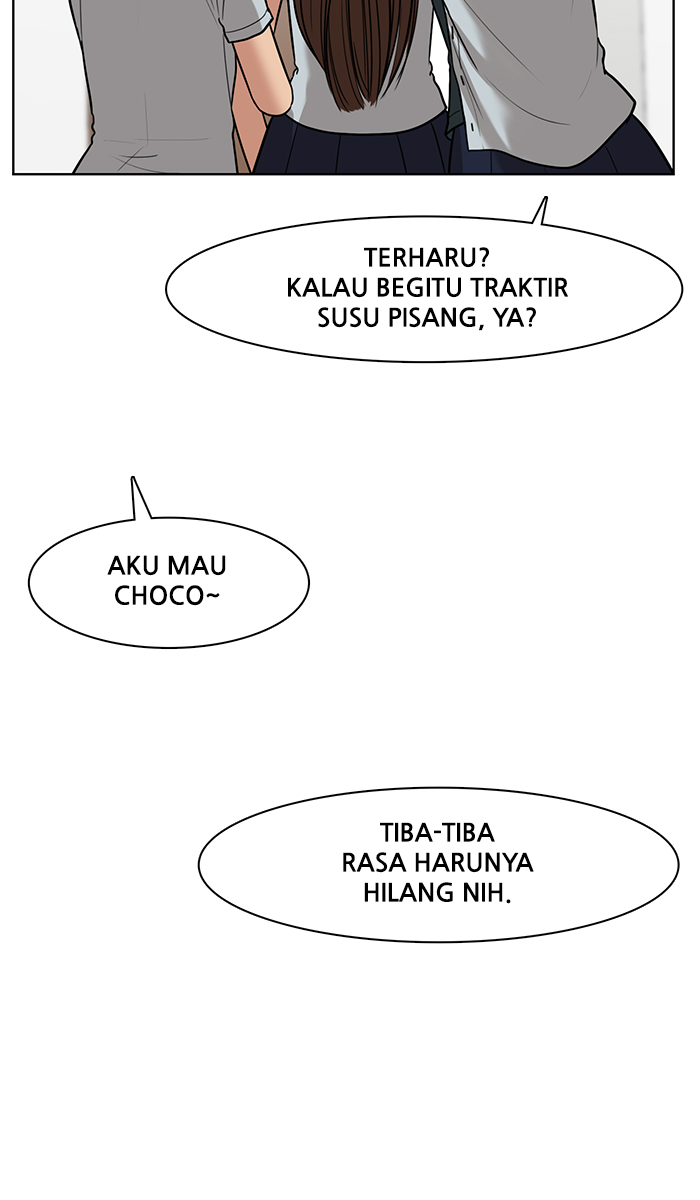 TERHARU?
KALAU BEGITU TRAKTIR
SUSU PISANG, YA?
AKU MAU
CHOCO~
TIBA-TIBA
RASA HARUNYA
HILANG NIH.